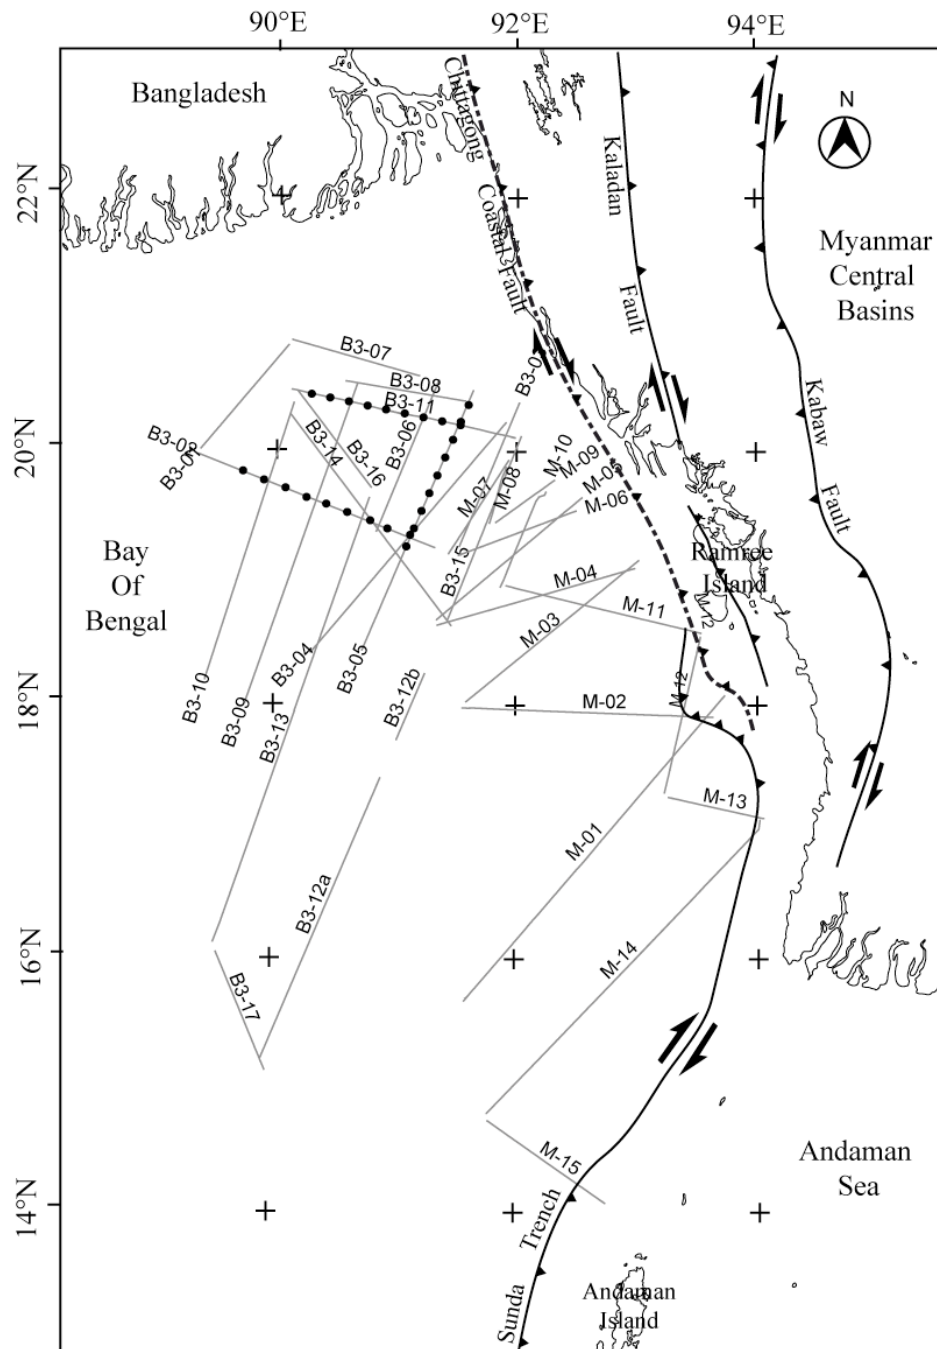 90°E
92°E
94°E
Bangladesh
Chittagong
Coastal Fault
Kaladan
Fault
N
22°N
Myanmar
Central
Basins
B3-07
B3-08
B3-11
B3-06
B3-02
B3-14
B3-16
Kabaw
Fault
20°N
M-10
M-09
M-08
M-07
M-06
Bay
Of
Bengal
B3-15
Ramree
Island
M-04
M-11
M-12
M-03
B3-04
B3-05
B3-12b
B3-10
B3-09
B3-13
M-12
M-02
18°N
M-13
M-01
B3-12a
M-14
16°N
B3-17
M-15
Andaman
Sea
14°N
Sunda
Trench
Andaman
Island